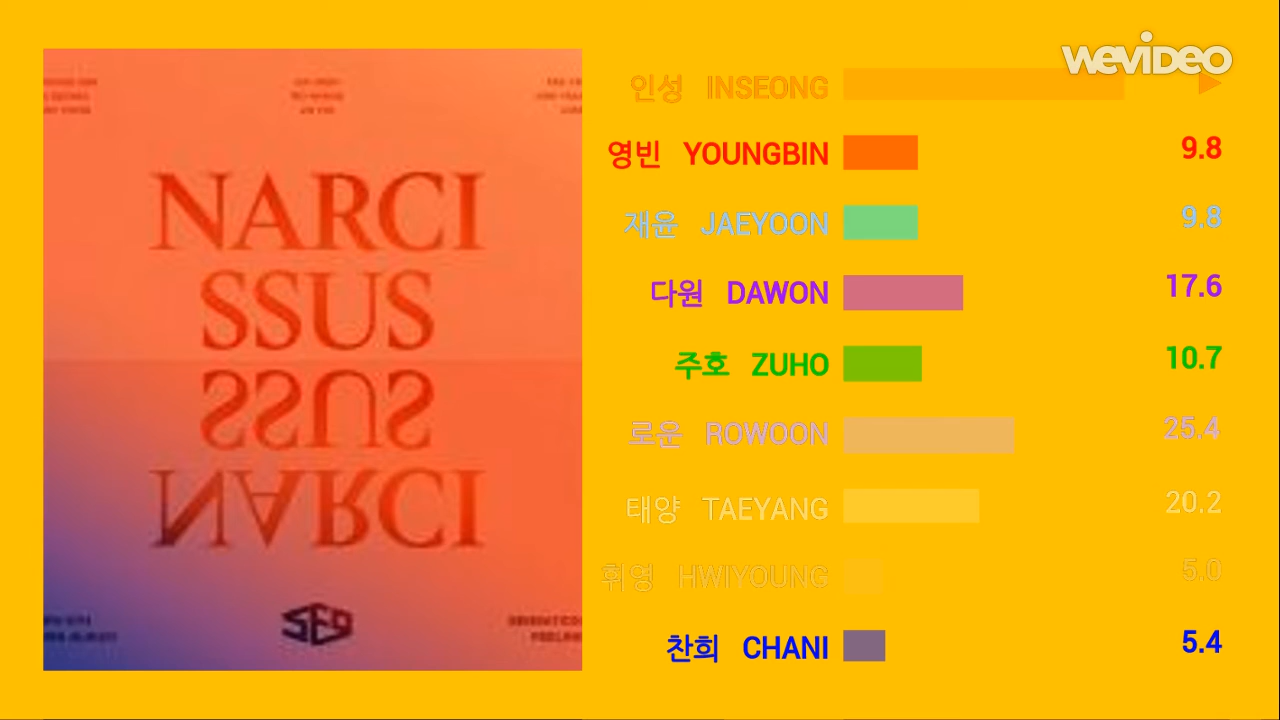 WEVIDEO
NARCI
SSUS
SSUS
NARCI
SF9
인성 INSEONG
영빈 YOUNGBIN 9.8
재윤 JAEYOON 9.8
다원 DAWON 17.6
주호 ZUHO 10.7
로운 ROWOON 25.4
태양 TAEYANG 20.2
휘영 HWIYOUNG 5.0
찬희 CHANI 5.4